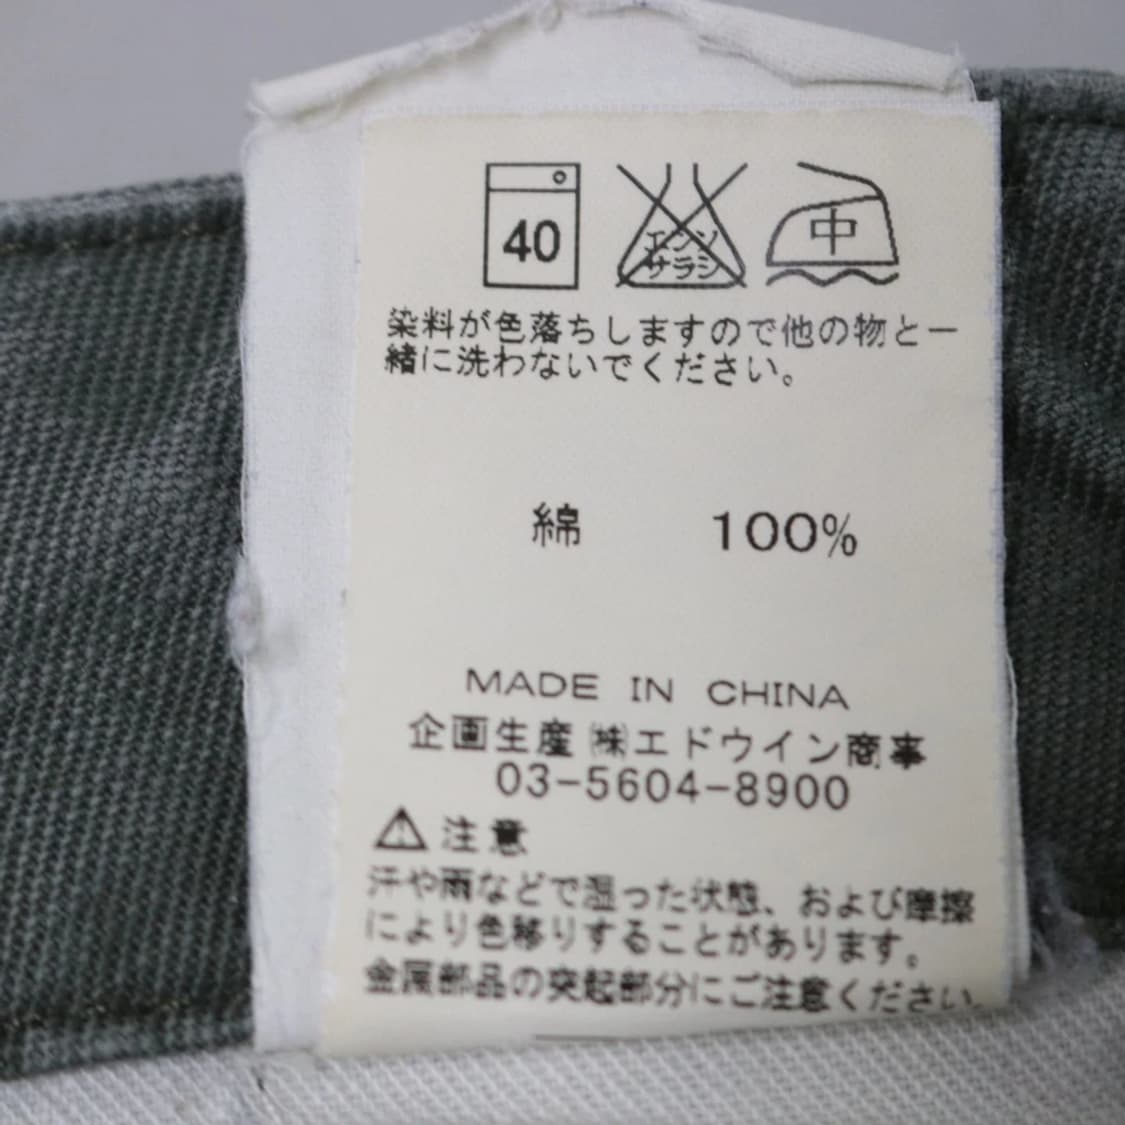 40
エンソ
サラシ
中
染料が色落ちしますので他の物と一
緒に洗わないでください。
綿 100%
MADE IN CHINA
企画生産 ㈱エドウイン商事
03-5604-8900
⚠ 注意
汗や雨などで湿った状態、および摩擦
により色移りすることがあります。
金属部品の突起部分にご注意ください。